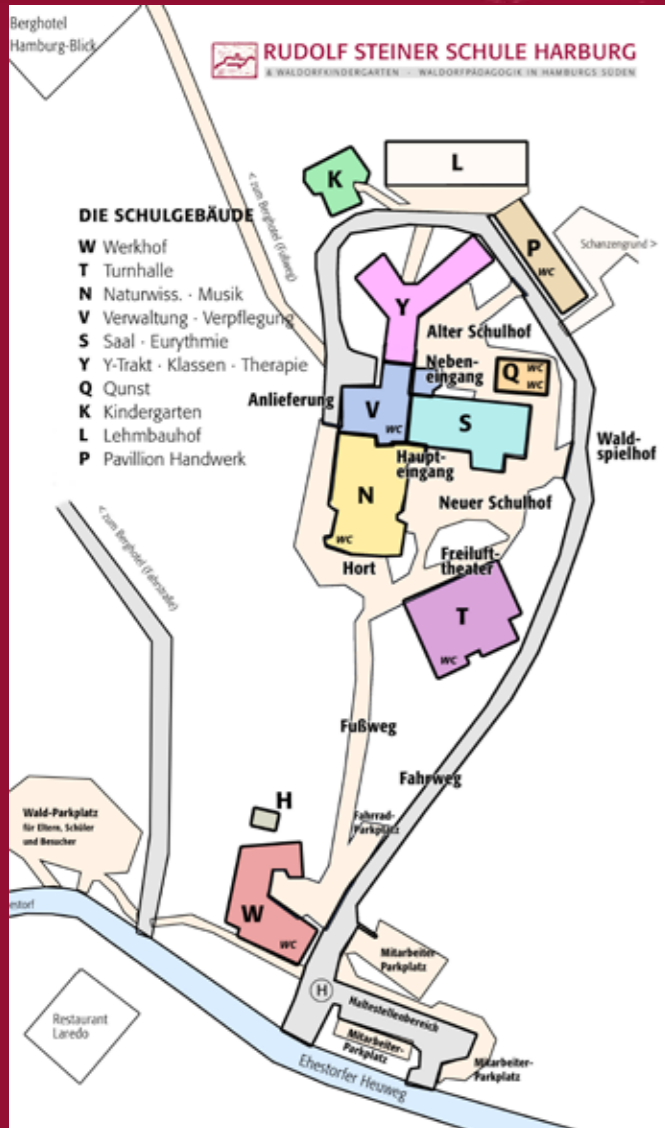 Berghotel
Hamburg-Blick
RUDOLF STEINER SCHULE HARBURG
& WALDORFKINDERGARTEN · WALDORFPÄDAGOGIK IN HAMBURGS SÜDEN
L
K
< zum Berghotel (Fußweg)
DIE SCHULGEBÄUDE
W Werkhof
T Turnhalle
N Naturwiss. · Musik
V Verwaltung · Verpflegung
S Saal · Eurythmie
Y Y-Trakt · Klassen · Therapie
Q Qunst
K Kindergarten
L Lehmbauhof
P Pavillion Handwerk
P
WC
Schanzengrund >
Y
Alter Schulhof
Neben-
eingang
Q
WC
WC
Anlieferung
V
WC
S
Haupt-
eingang
Wald-
spielhof
N
WC
Neuer Schulhof
Hort
Freiluft-
theater
T
WC
< zum Berghotel (Fahrstraße)
Fußweg
Fahrweg
H
Fahrrad-
Parkplatz
Wald-Parkplatz
für Eltern, Schüler
und Besucher
W
WC
estorf
Mitarbeiter
Parkplatz
H
Haltestellenbereich
Mitarbeiter-
Parkplatz
Mitarbeiter-
Parkplatz
Restaurant
Laredo
Ehestorfer Heuweg